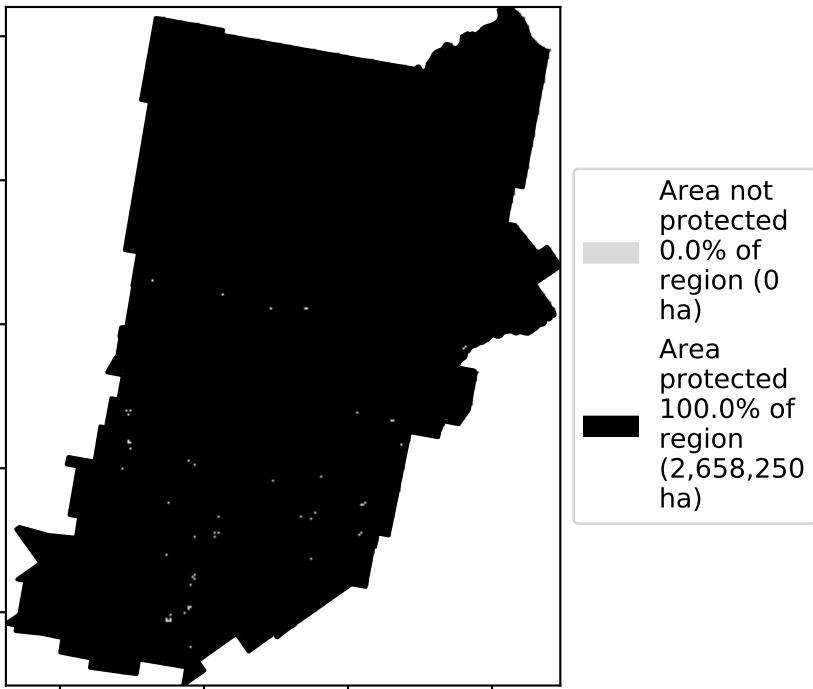 Area not
protected
0.0% of
region (0
ha)
Area
protected
100.0% of
region
(2,658,250
ha)